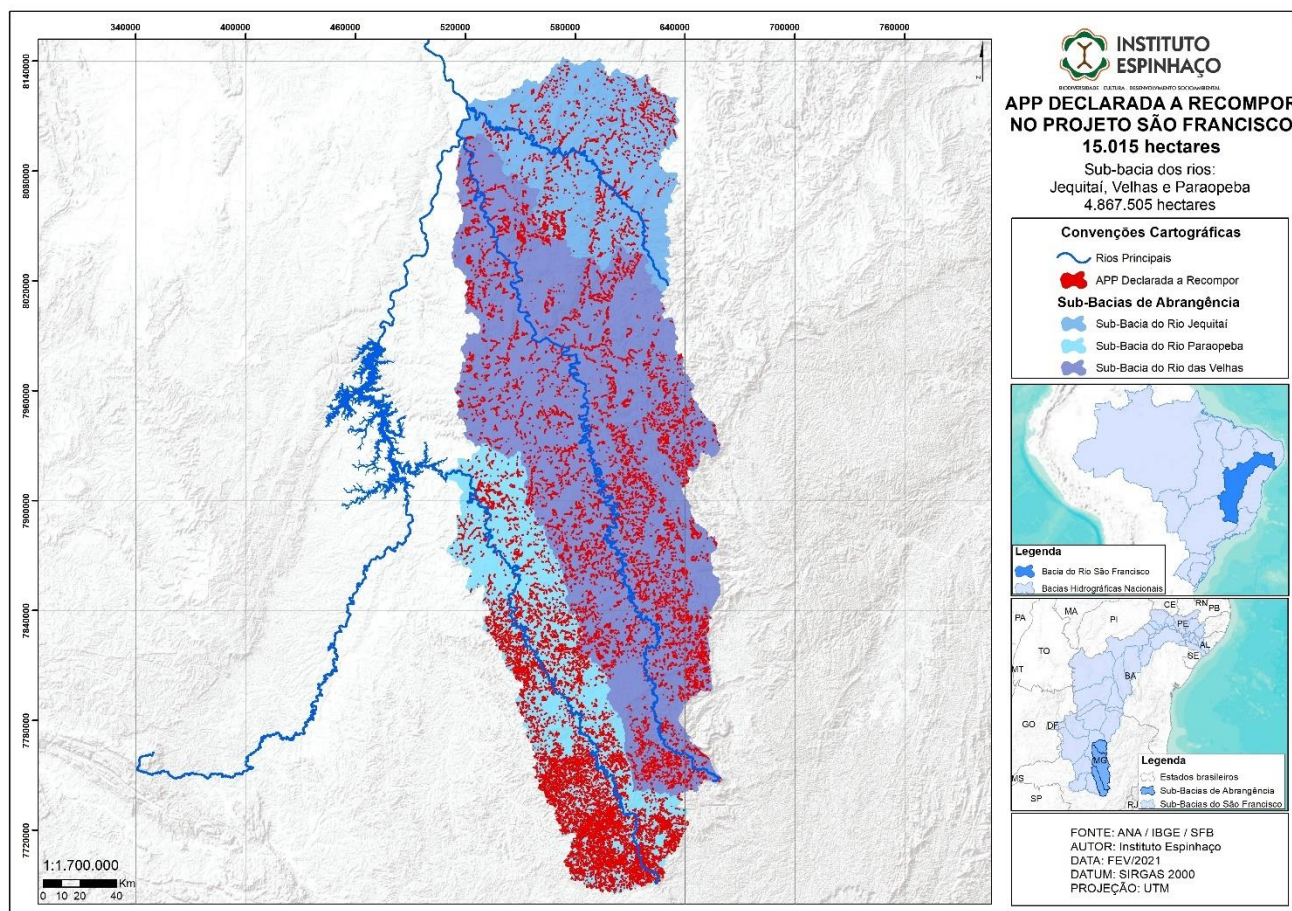 340000 400000 460000 520000 580000 640000 700000 760000
8140000
8080000
8020000
7960000
7900000
7840000
7780000
7720000
1:1.700.000
0 10 20 40 Km
INSTITUTO
ESPINHAÇO
BIODIVERSIDADE CULTURA DESENVOLVIMENTO SOCIOAMBIENTAL
APP DECLARADA A RECOMPOR
NO PROJETO SÃO FRANCISCO
15.015 hectares
Sub-bacia dos rios:
Jequitaí, Velhas e Paraopeba
4.867.505 hectares
Convenções Cartográficas
Rios Principais
APP Declarada a Recompor
Sub-Bacias de Abrangência
Sub-Bacia do Rio Jequitaí
Sub-Bacia do Rio Paraopeba
Sub-Bacia do Rio das Velhas
Legenda
Bacia do Rio São Francisco
Bacias Hidrográficas Nacionais
PA MA PI CE RN PB
PE
TO AL
SE
MT BA
GO DF
MG
MS
SP RJ
Legenda
Estados brasileiros
Sub-Bacias de Abrangência
Sub-Bacias do São Francisco
FONTE: ANA / IBGE / SFB
AUTOR: Instituto Espinhaço
DATA: FEV/2021
DATUM: SIRGAS 2000
PROJEÇÃO: UTM